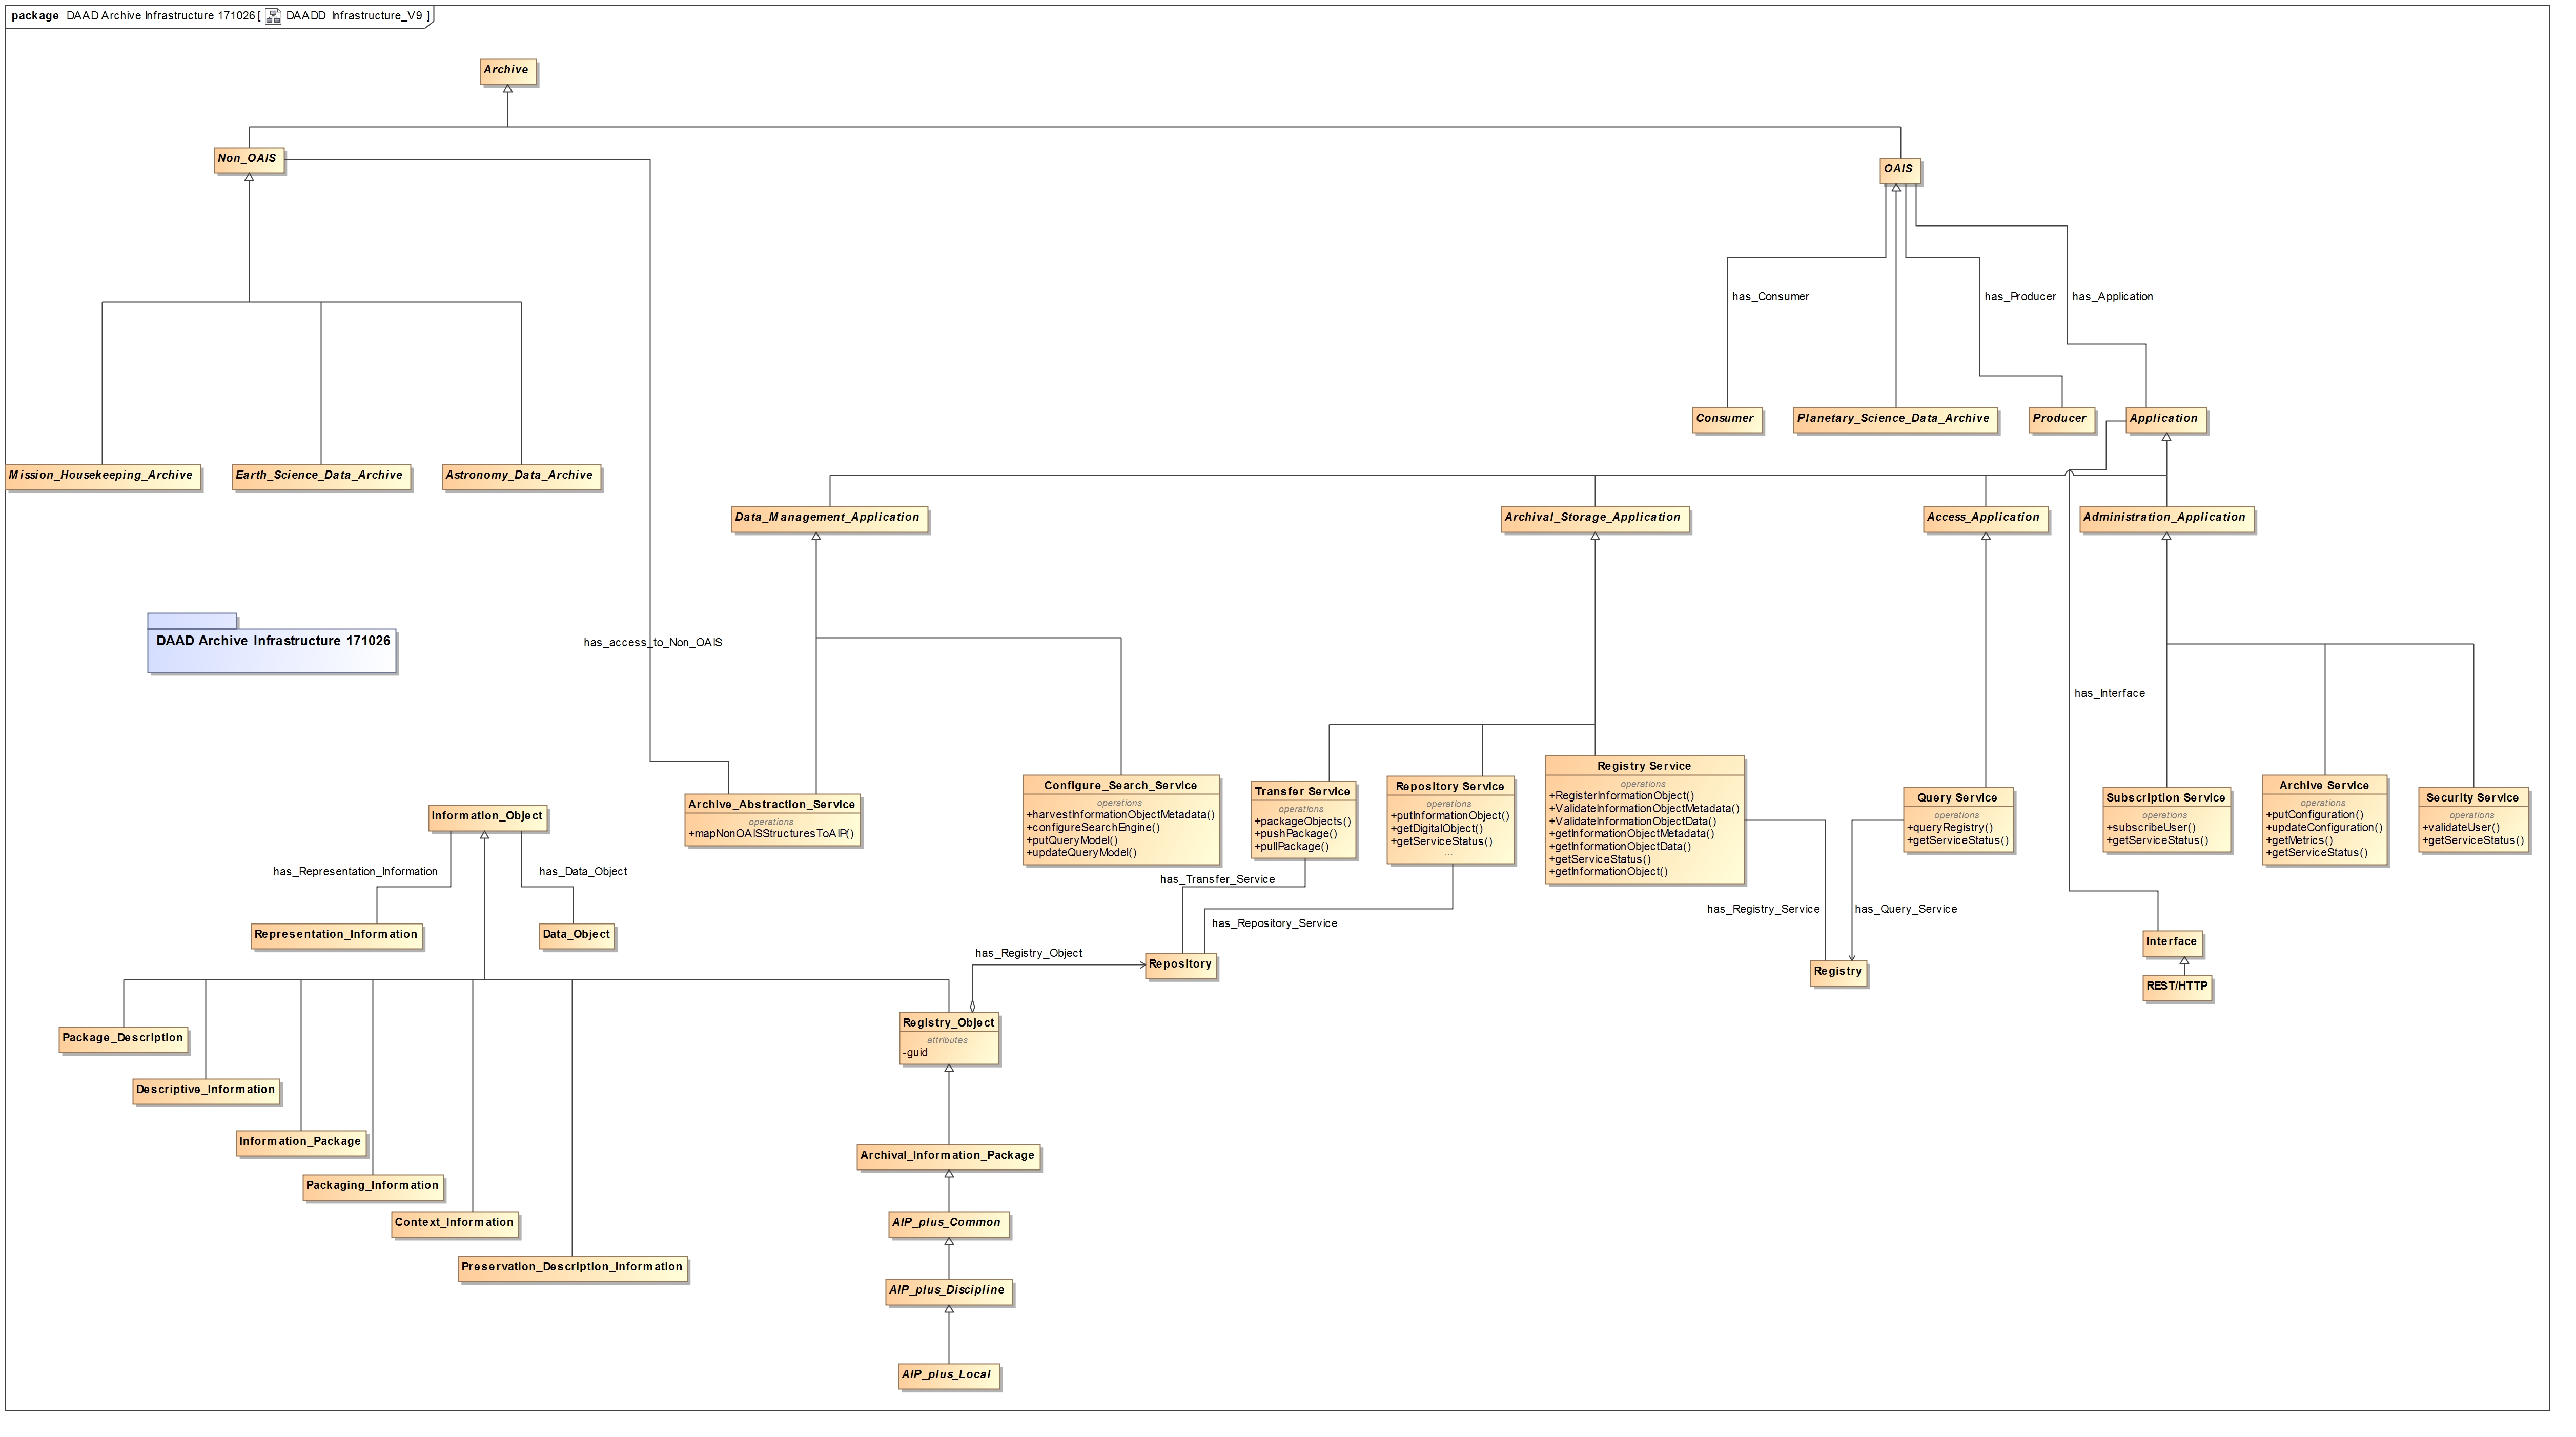 package DAAD Archive Infrastructure 171026 [ DAADD Infrastructure_V9 ]
Archive
Non_OAIS
OAIS
has_Consumer
has_Producer
has_Application
Consumer
Planetary_Science_Data_Archive
Producer
Application
Mission_Housekeeping_Archive
Earth_Science_Data_Archive
Astronomy_Data_Archive
Data_Management_Application
Archival_Storage_Application
Access_Application
Administration_Application
DAAD Archive Infrastructure 171026
has_access_to_Non_OAIS
has_Interface
Archive_Abstraction_Service
operations
+mapNonOAISStructuresToAIP()
Configure_Search_Service
operations
+harvestInformationObjectMetadata()
+configureSearchEngine()
+putQueryModel()
+updateQueryModel()
Transfer Service
operations
+packageObjects()
+pushPackage()
+pullPackage()
Repository Service
operations
+putInformationObject()
+getDigitalObject()
+getServiceStatus()
...
Registry Service
operations
+RegisterInformationObject()
+ValidateInformationObjectMetadata()
+ValidateInformationObjectData()
+getInformationObjectMetadata()
+getInformationObjectData()
+getServiceStatus()
+getInformationObject()
Query Service
operations
+queryRegistry()
+getServiceStatus()
Subscription Service
operations
+subscribeUser()
+getServiceStatus()
Archive Service
operations
+putConfiguration()
+updateConfiguration()
+getMetrics()
+getServiceStatus()
Security Service
operations
+validateUser()
+getServiceStatus()
Information_Object
has_Representation_Information
has_Data_Object
has_Transfer_Service
has_Repository_Service
has_Registry_Service
has_Query_Service
Representation_Information
Data_Object
has_Registry_Object
Repository
Registry
Interface
REST/HTTP
Registry_Object
attributes
-guid
Package_Description
Descriptive_Information
Information_Package
Packaging_Information
Context_Information
Preservation_Description_Information
Archival_Information_Package
AIP_plus_Common
AIP_plus_Discipline
AIP_plus_Local